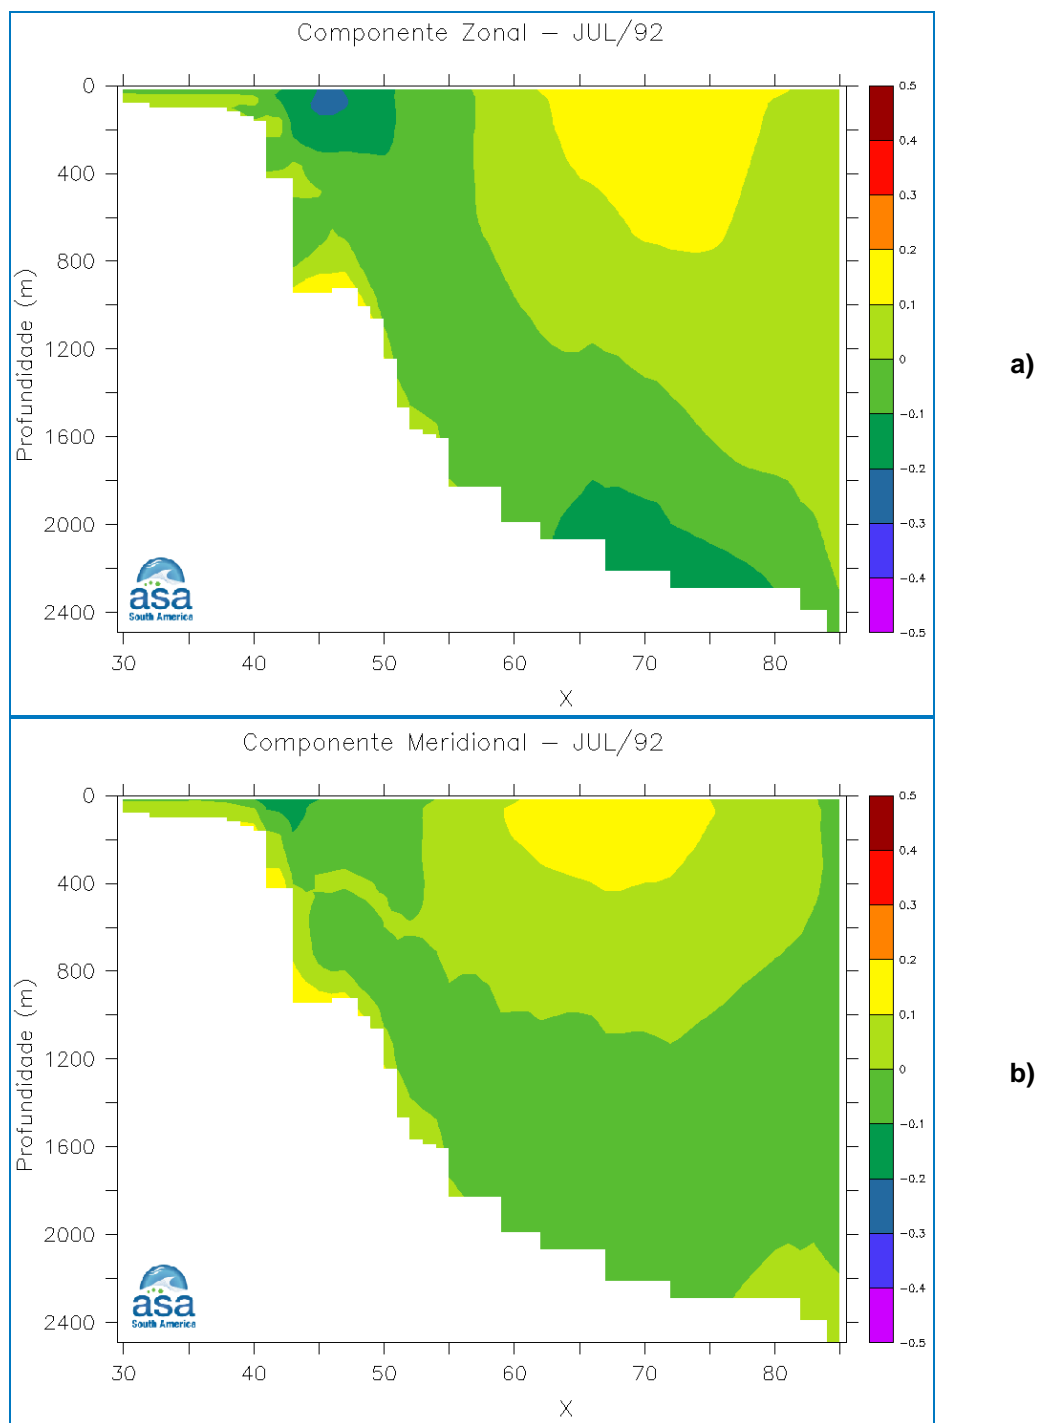 Componente Zonal – JUL/92
0
400
800
1200
1600
2000
2400
Profundidade (m)
30 40 50 60 70 80
X
0.5
0.4
0.3
0.2
0.1
0
-0.1
-0.2
-0.3
-0.4
-0.5
asa
South America
a)
Componente Meridional – JUL/92
0
400
800
1200
1600
2000
2400
Profundidade (m)
30 40 50 60 70 80
X
0.5
0.4
0.3
0.2
0.1
0
-0.1
-0.2
-0.3
-0.4
-0.5
asa
South America
b)